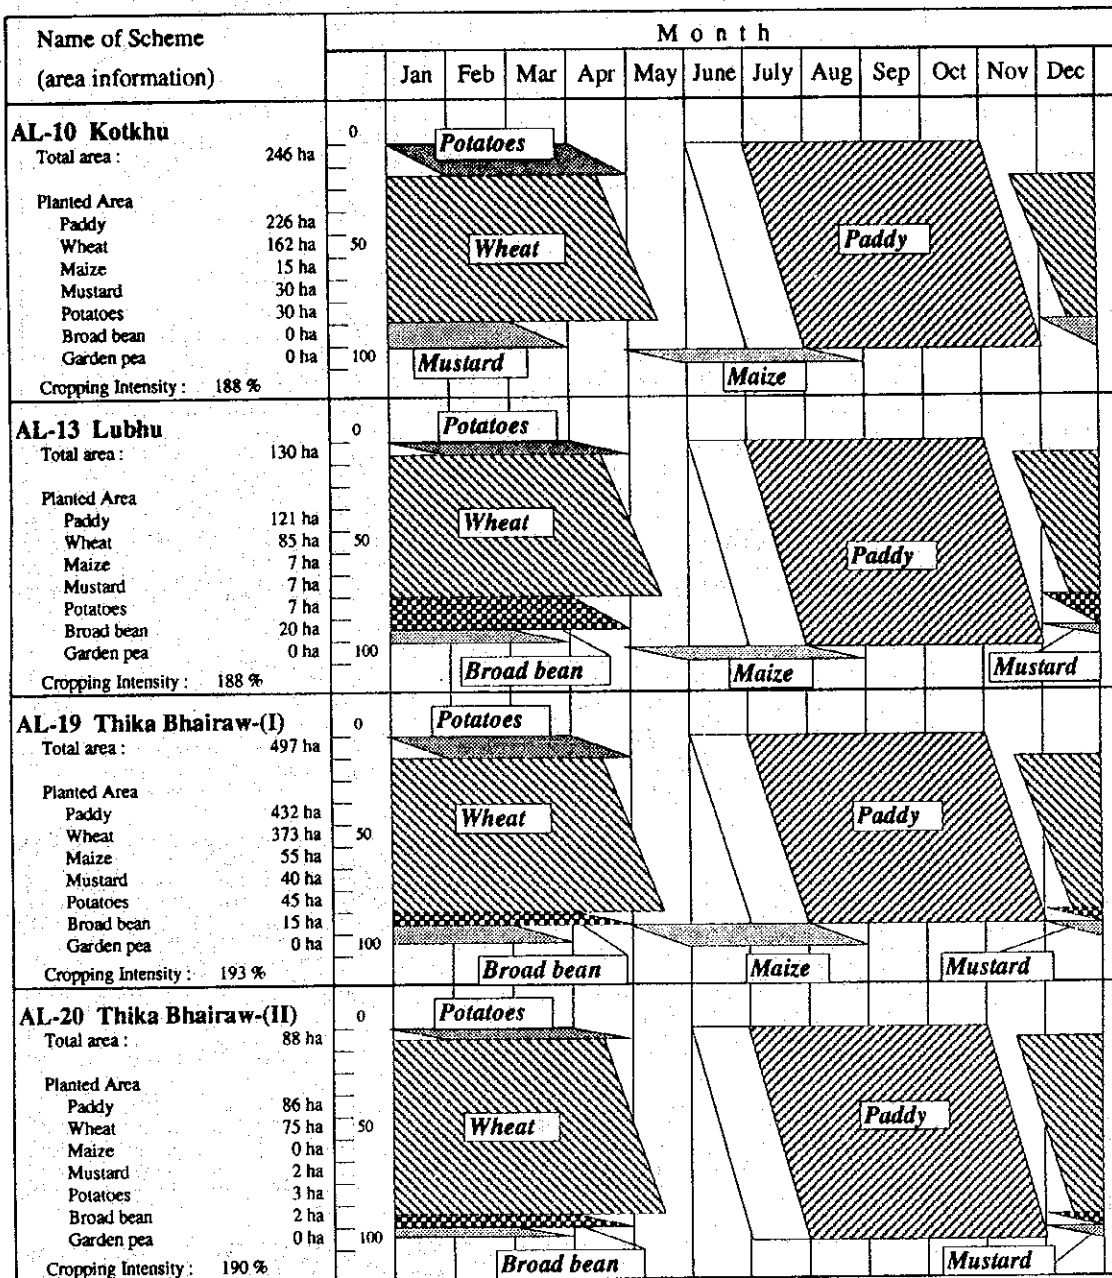 Name of Scheme
(area information)
Month
Jan Feb Mar Apr May June July Aug Sep Oct Nov Dec
AL-10 Kotkhu
Total area : 246 ha
Planted Area
Paddy 226 ha
Wheat 162 ha
Maize 15 ha
Mustard 30 ha
Potatoes 30 ha
Broad bean 0 ha
Garden pea 0 ha
Cropping Intensity : 188 %
0
50
100
Potatoes
Wheat
Paddy
Mustard
Maize
AL-13 Lubhu
Total area : 130 ha
Planted Area
Paddy 121 ha
Wheat 85 ha
Maize 7 ha
Mustard 7 ha
Potatoes 7 ha
Broad bean 20 ha
Garden pea 0 ha
Cropping Intensity : 188 %
0
50
100
Potatoes
Wheat
Paddy
Broad bean
Maize
Mustard
AL-19 Thika Bhairaw-(I)
Total area : 497 ha
Planted Area
Paddy 432 ha
Wheat 373 ha
Maize 55 ha
Mustard 40 ha
Potatoes 45 ha
Broad bean 15 ha
Garden pea 0 ha
Cropping Intensity : 193 %
0
50
100
Potatoes
Wheat
Paddy
Broad bean
Maize
Mustard
AL-20 Thika Bhairaw-(II)
Total area : 88 ha
Planted Area
Paddy 86 ha
Wheat 75 ha
Maize 0 ha
Mustard 2 ha
Potatoes 3 ha
Broad bean 2 ha
Garden pea 0 ha
Cropping Intensity : 190 %
0
50
100
Potatoes
Wheat
Paddy
Broad bean
Mustard